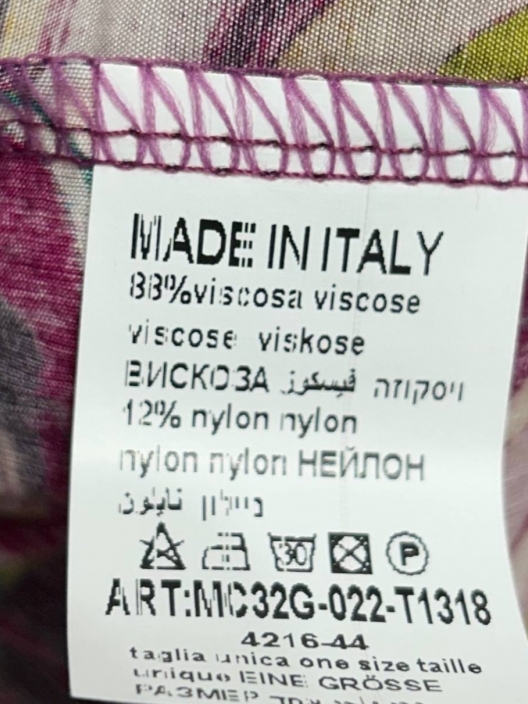 MADE IN ITALY
88%viscosa viscose
viscose viskose
ВИСКОЗА فيسكوز ויסקוזה
12% nylon nylon
nylon nylon НЕЙЛОН
نايلون ניילון
30 P
ART:MC32G-022-T1318
4216-44
taglia unica one size taille
unique EINE GRÖSSE
РАЗМЕР